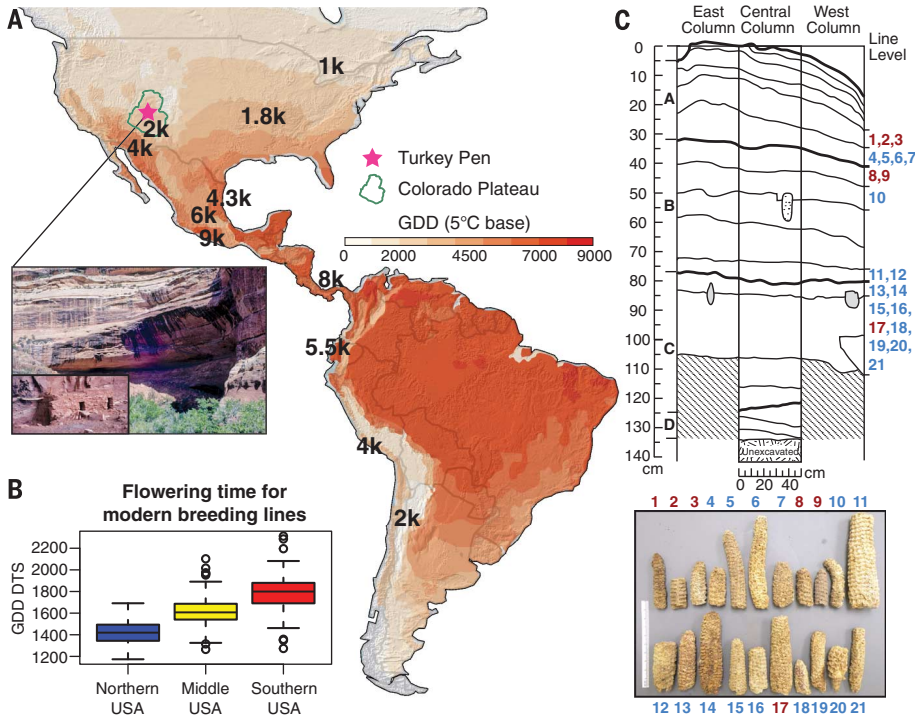 A
1k
1.8k
2k
4k
4.3k
6k
9k
8k
5.5k
4k
2k
Turkey Pen
Colorado Plateau
GDD (5°C base)
0 2000 4500 7000 9000
B
Flowering time for
modern breeding lines
GDD DTS
2200
2000
1800
1600
1400
1200
Northern
USA
Middle
USA
Southern
USA
C
East
Column
Central
Column
West
Column
Line
Level
0
10
20
30
40
50
60
70
80
90
100
110
120
130
140
cm
A
B
C
D
1,2,3
4,5,6,7
8,9
10
11,12
13,14
15,16,
17,18,
19,20,
21
Unexcavated
0 20 40 cm
1 2 3 4 5 6 7 8 9 10 11
12 13 14 15 16 17 18 19 20 21